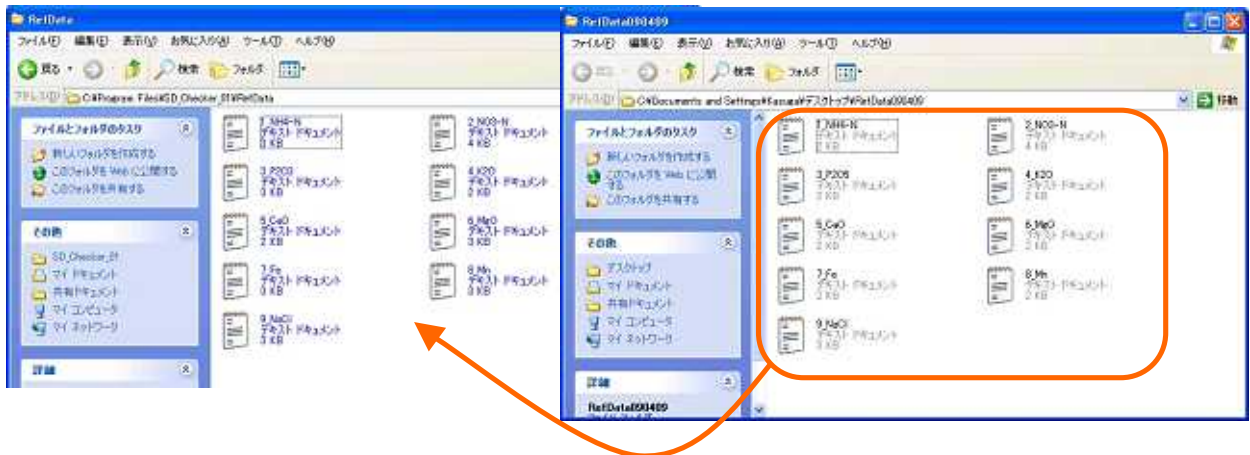 RefData
ファイル(F) 編集(E) 表示(V) お気に入り(A) ツール(T) ヘルプ(H)
戻る 検索 フォルダ
アドレス(D) C:¥Program Files¥SD_Checker_01¥RefData
ファイルとフォルダのタスク
新しいフォルダを作成する
このフォルダを Web に公開する
このフォルダを共有する
その他
SD_Checker_01
マイ ドキュメント
共有ドキュメント
マイ コンピュータ
マイ ネットワーク
詳細
1_NH4-N
テキスト ドキュメント
2_NO3-N
テキスト ドキュメント
4 KB
3_P2O5
テキスト ドキュメント
3 KB
4_K2O
テキスト ドキュメント
2 KB
5_CaO
テキスト ドキュメント
2 KB
6_MgO
テキスト ドキュメント
3 KB
7_Fe
テキスト ドキュメント
3 KB
8_Mn
テキスト ドキュメント
3 KB
9_NaCl
テキスト ドキュメント
3 KB
RefData090409
ファイル(F) 編集(E) 表示(V) お気に入り(A) ツール(T) ヘルプ(H)
戻る 検索 フォルダ
アドレス(D) C:¥Documents and Settings¥Kasuga¥デスクトップ¥RefData090409 移動
ファイルとフォルダのタスク
新しいフォルダを作成する
このフォルダを Web に公開
する
このフォルダを共有する
その他
デスクトップ
マイ ドキュメント
共有ドキュメント
マイ コンピュータ
マイ ネットワーク
詳細
RefData090409
ファイル フォルダ
1_NH4-N
テキスト ドキュメント
2_NO3-N
テキスト ドキュメント
4 KB
3_P2O5
テキスト ドキュメント
3 KB
4_K2O
テキスト ドキュメント
2 KB
5_CaO
テキスト ドキュメント
2 KB
6_MgO
テキスト ドキュメント
2 KB
7_Fe
テキスト ドキュメント
2 KB
8_Mn
テキスト ドキュメント
2 KB
9_NaCl
テキスト ドキュメント
3 KB